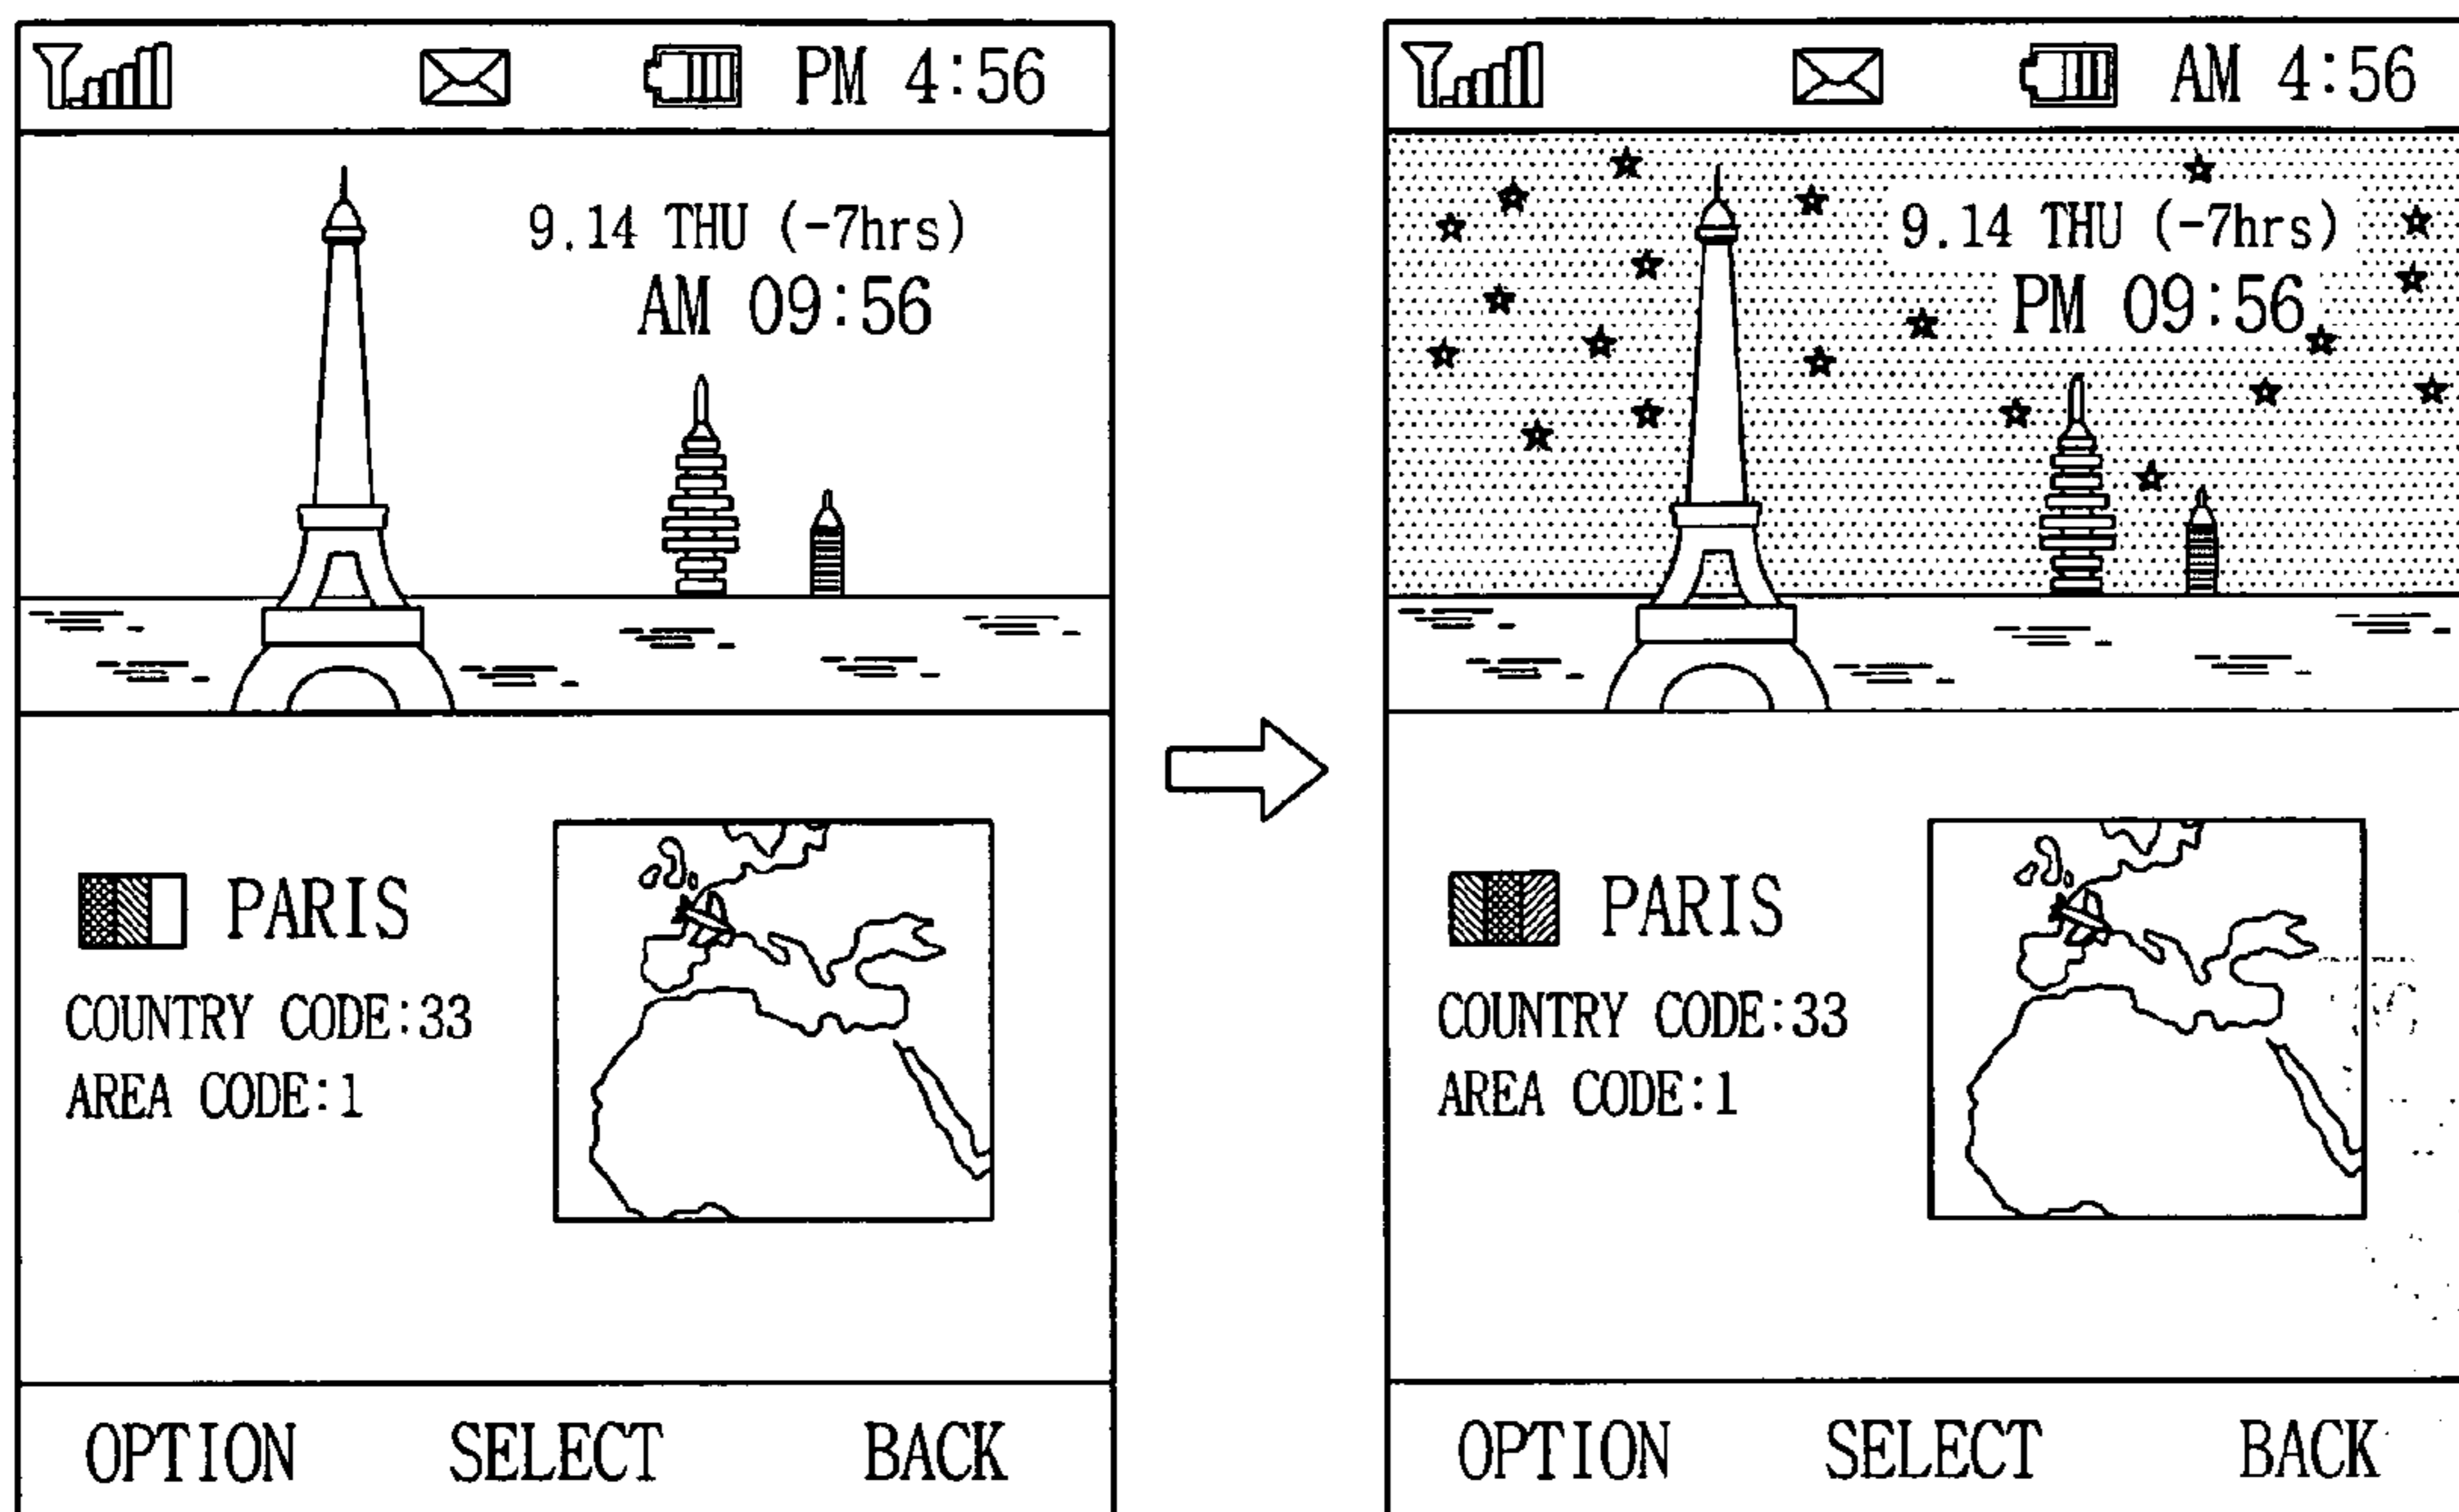 PM 4:56
9.14 THU (-7hrs)
AM 09:56
PARIS
COUNTRY CODE:33
AREA CODE:1
OPTION SELECT BACK
AM 4:56
9.14 THU (-7hrs)
PM 09:56
PARIS
COUNTRY CODE:33
AREA CODE:1
OPTION SELECT BACK